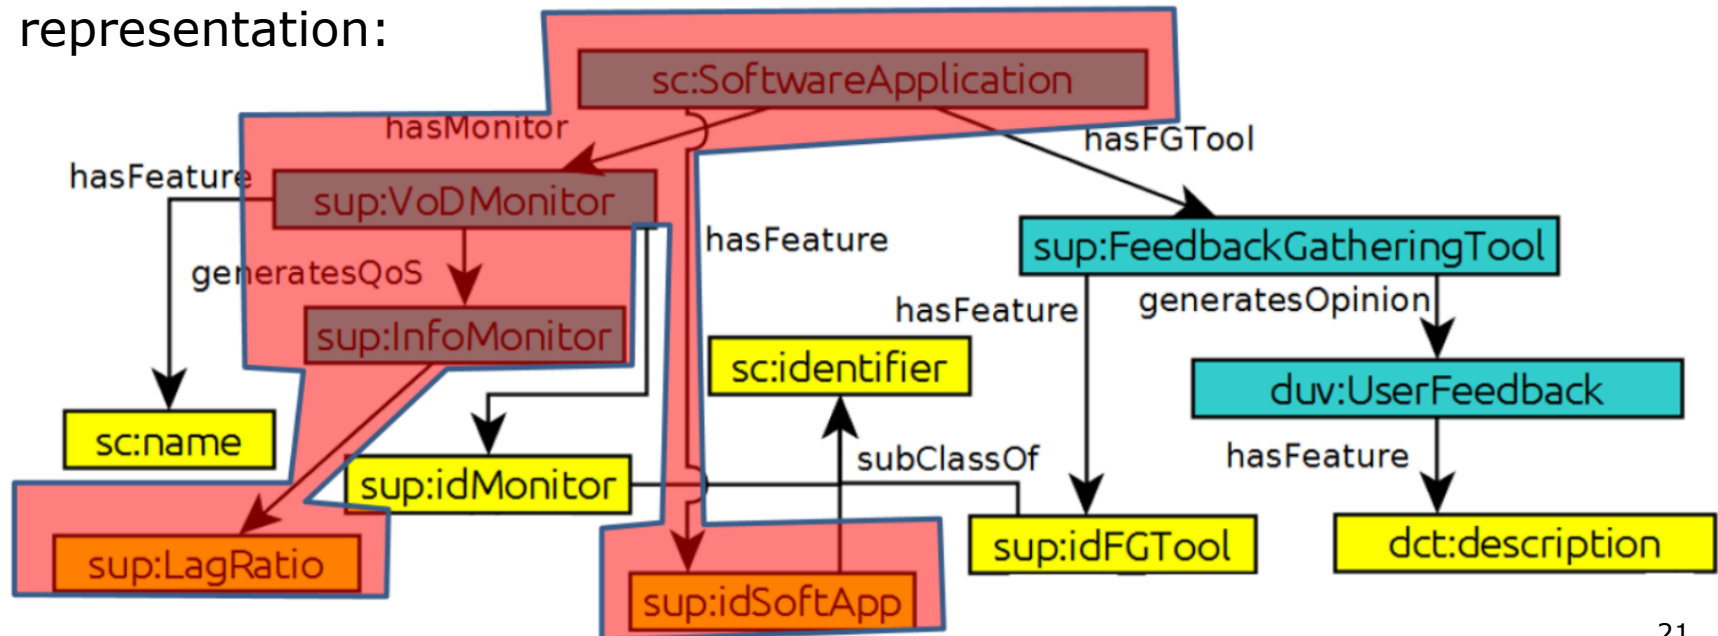 representation:
sc:SoftwareApplication
hasMonitor
hasFGTool
hasFeature
sup:VoDMonitor
hasFeature
sup:FeedbackGatheringTool
generatesQoS
hasFeature
generatesOpinion
sup:InfoMonitor
sc:identifier
duv:UserFeedback
sc:name
subClassOf
hasFeature
sup:idMonitor
sup:idFGTool
dct:description
sup:LagRatio
sup:idSoftApp
21